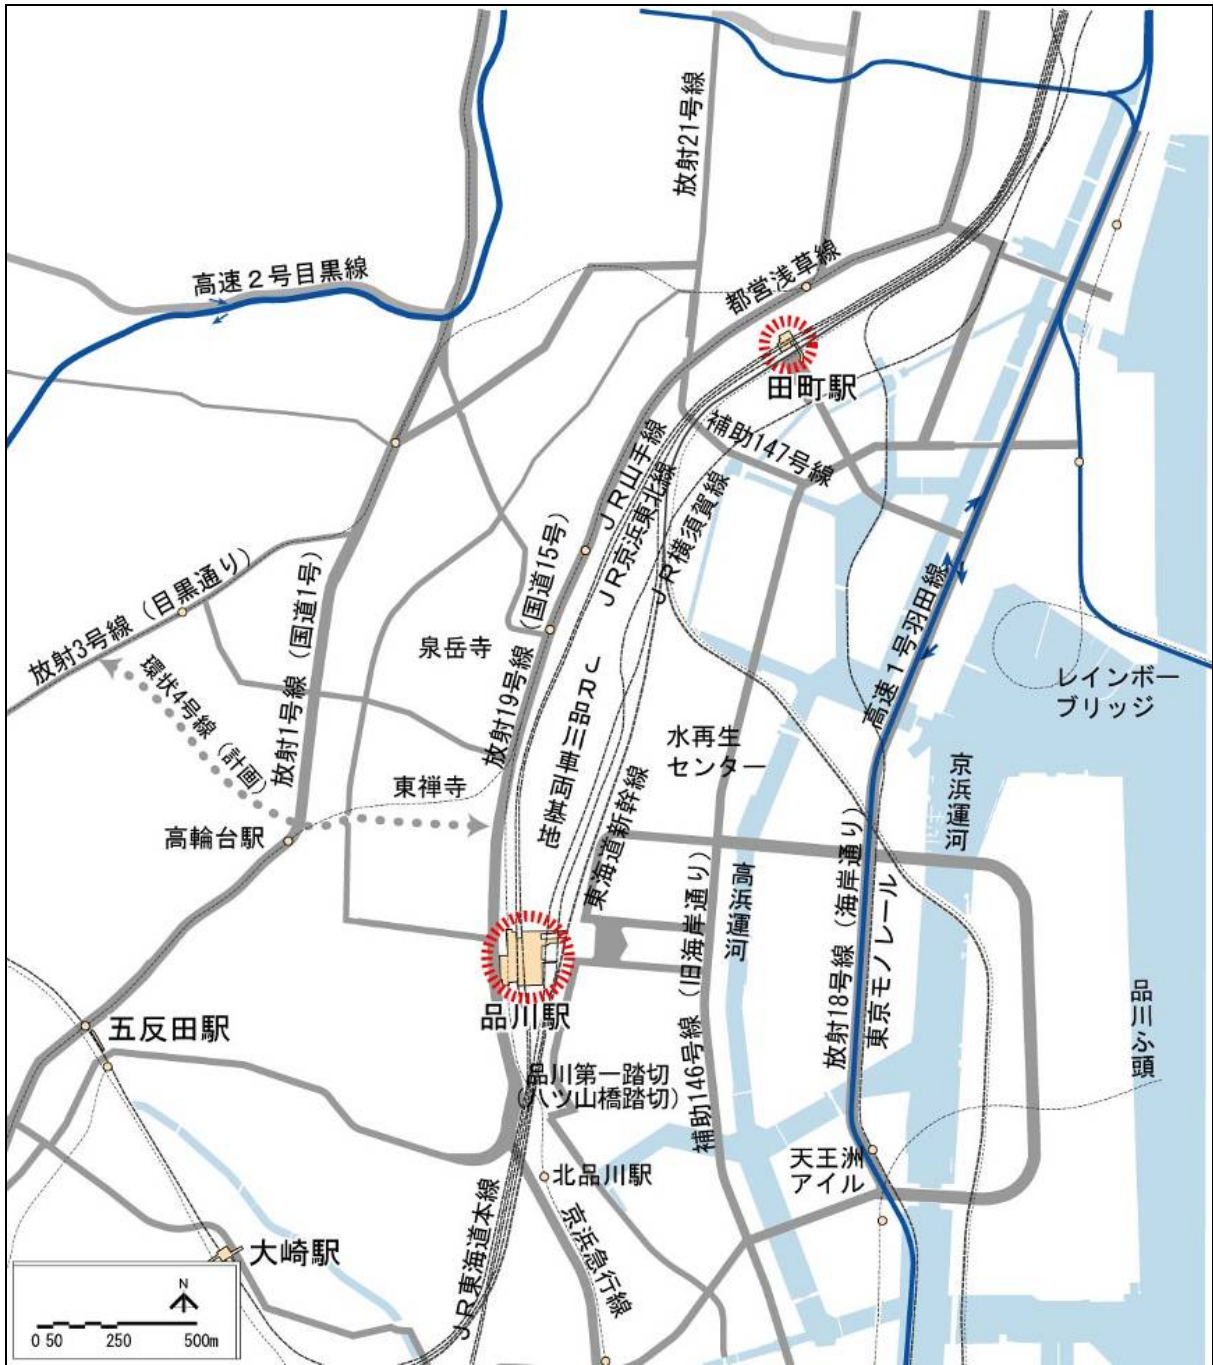 放射21号線
高速2号目黒線
都営浅草線
田町駅
補助147号線
JR山手線
JR京浜東北線
JR横須賀線
放射3号線(目黒通り)
放射1号線(国道1号)
環状4号線(計画)
泉岳寺
放射19号線(国道15号)
JR品川車両基地
高速1号羽田線
レインボー
ブリッジ
水再生
センター
京浜運河
東禅寺
高輪台駅
東海道新幹線
補助146号線(旧海岸通り)
高浜運河
放射18号線(海岸通り)
東京モノレール
品川ふ頭
品川駅
五反田駅
品川第一踏切
(八ツ山橋踏切)
北品川駅
天王洲
アイル
大崎駅
JR東海道本線
京浜急行線
N
0 50 250 500m